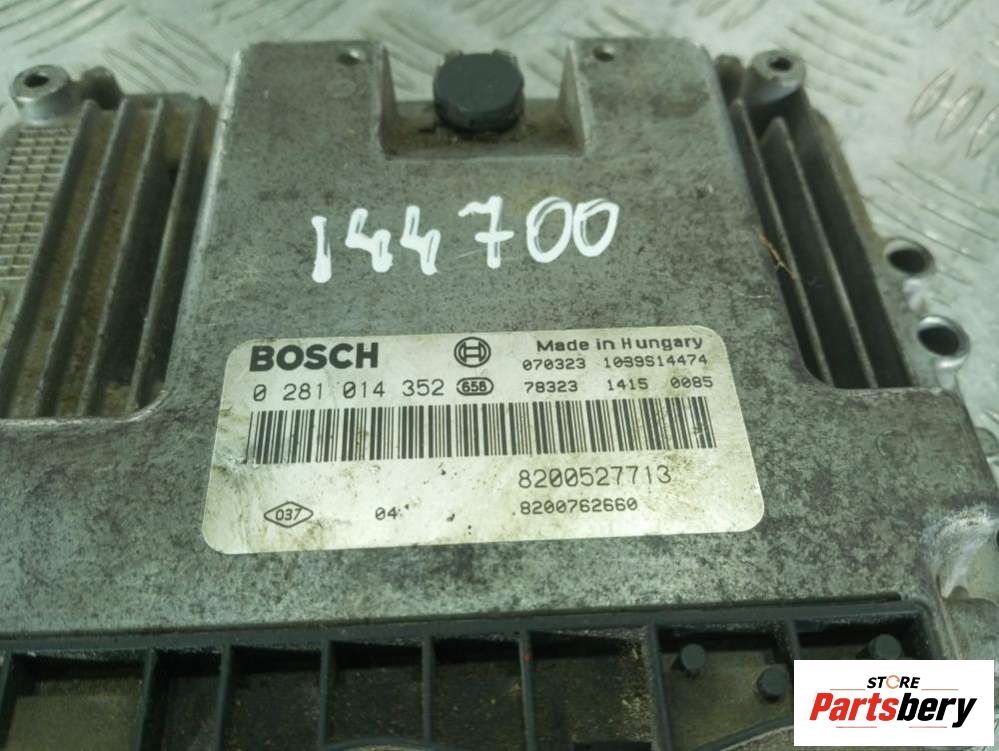 144700
BOSCH Made in Hungary
070323 1039S14474
0 281 014 352 656 78323 1415 0085
8200527713
037 04 8200762660
STORE
Partsbery